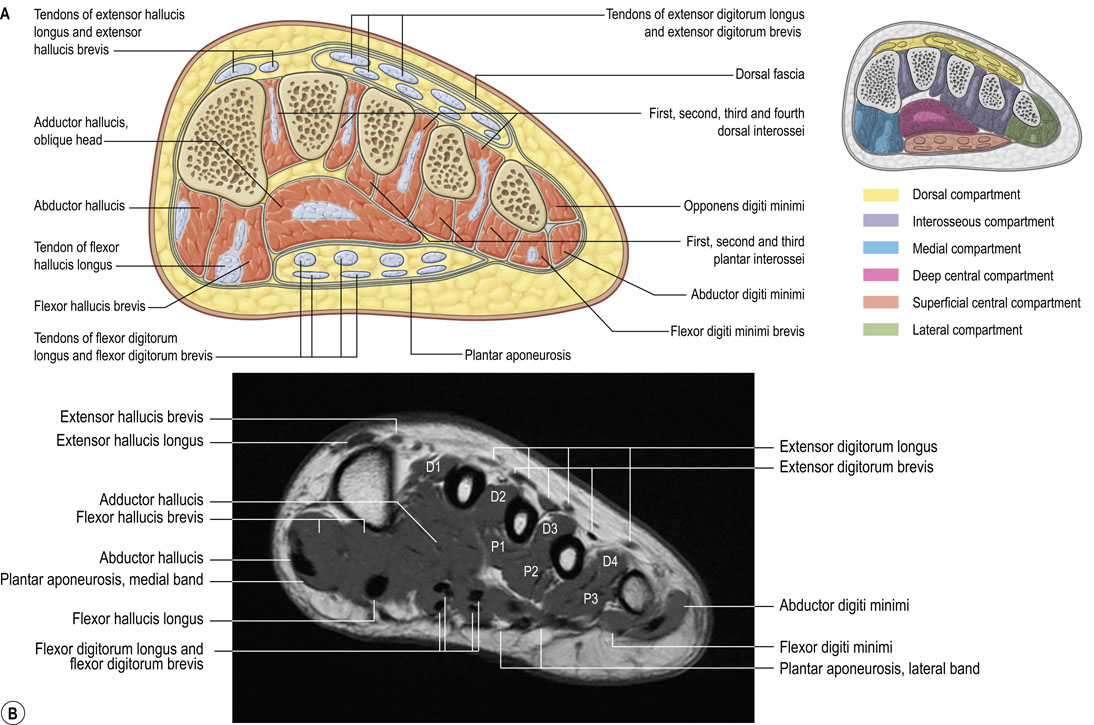 A
Tendons of extensor hallucis
longus and extensor
hallucis brevis
Adductor hallucis,
oblique head
Abductor hallucis
Tendon of flexor
hallucis longus
Flexor hallucis brevis
Tendons of flexor digitorum
longus and flexor digitorum brevis
Tendons of extensor digitorum longus
and extensor digitorum brevis
Dorsal fascia
First, second, third and fourth
dorsal interossei
Opponens digiti minimi
First, second and third
plantar interossei
Abductor digiti minimi
Flexor digiti minimi brevis
Plantar aponeurosis
Dorsal compartment
Interosseous compartment
Medial compartment
Deep central compartment
Superficial central compartment
Lateral compartment
Extensor hallucis brevis
Extensor hallucis longus
Adductor hallucis
Flexor hallucis brevis
Abductor hallucis
Plantar aponeurosis, medial band
Flexor hallucis longus
Flexor digitorum longus and
flexor digitorum brevis
D1
D2
D3
D4
P1
P2
P3
Extensor digitorum longus
Extensor digitorum brevis
Abductor digiti minimi
Flexor digiti minimi
Plantar aponeurosis, lateral band
B